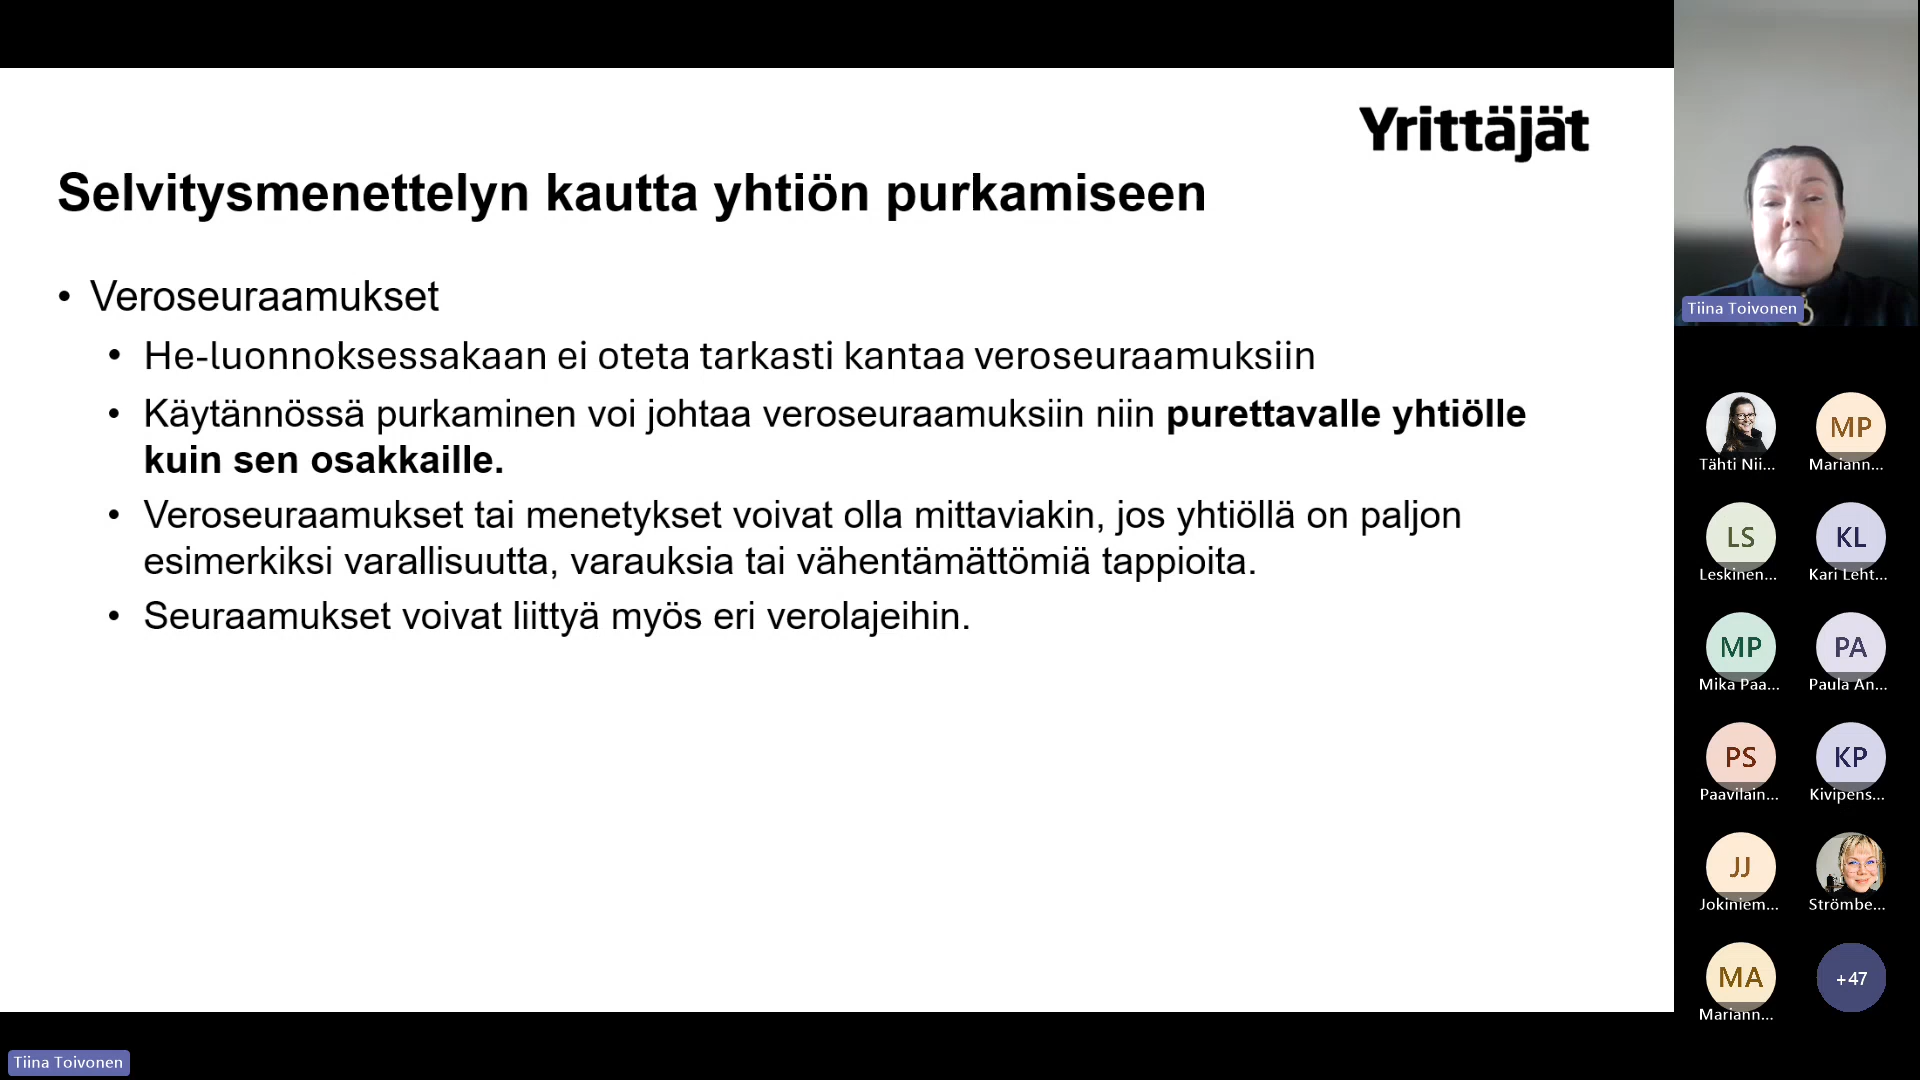 Yrittäjät
Selvitysmenettelyn kautta yhtiön purkamiseen
• Veroseuraamukset
• He-luonnoksessakaan ei oteta tarkasti kantaa veroseuraamuksiin
• Käytännössä purkaminen voi johtaa veroseuraamuksiin niin purettavalle yhtiölle
kuin sen osakkaille.
• Veroseuraamukset tai menetykset voivat olla mittaviakin, jos yhtiöllä on paljon
esimerkiksi varallisuutta, varauksia tai vähentämättömiä tappioita.
• Seuraamukset voivat liittyä myös eri verolajeihin.
Tiina Toivonen
Tähti Nii...
MP
Mariann...
LS
Leskinen...
KL
Kari Leht...
MP
Mika Paa...
PA
Paula An...
PS
Paavilain...
KP
Kivipens...
JJ
Jokiniem...
Strömbe...
MA
Mariann...
+47
Tiina Toivonen